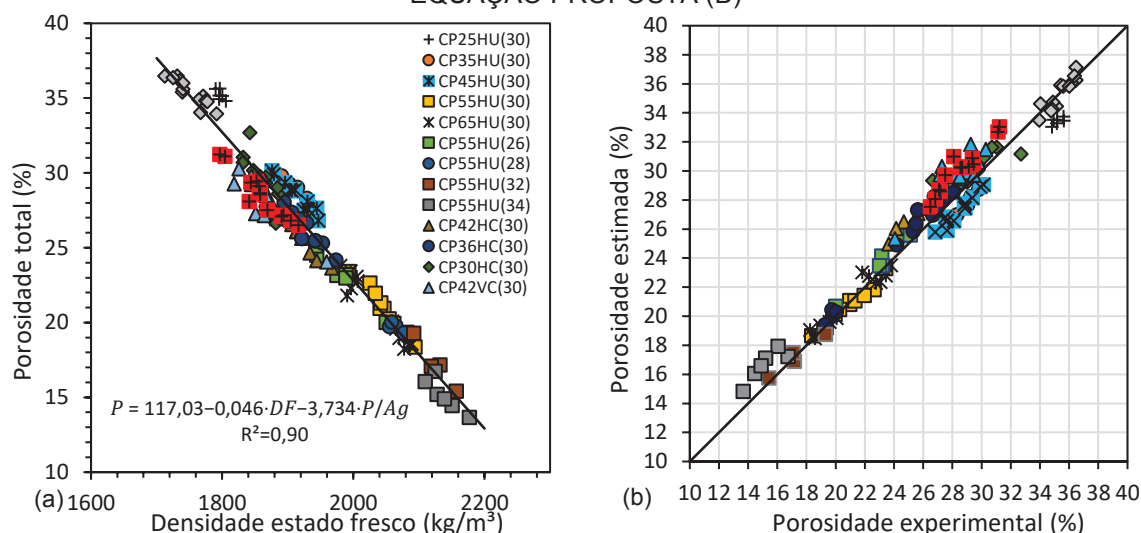 EQUAÇÃO PROPOSTA (B)
40
35
30
25
20
15
10
Porosidade total (%)
CP25HU(30)
CP35HU(30)
CP45HU(30)
CP55HU(30)
CP65HU(30)
CP55HU(26)
CP55HU(28)
CP55HU(32)
CP55HU(34)
CP42HC(30)
CP36HC(30)
CP30HC(30)
CP42VC(30)
P = 117,03−0,046·DF−3,734·P/Ag
R²=0,90
(a)
1600 1800 2000 2200
Densidade estado fresco (kg/m³)
40
38
36
34
32
30
28
26
24
22
20
18
16
14
12
10
Porosidade estimada (%)
(b)
10 12 14 16 18 20 22 24 26 28 30 32 34 36 38 40
Porosidade experimental (%)